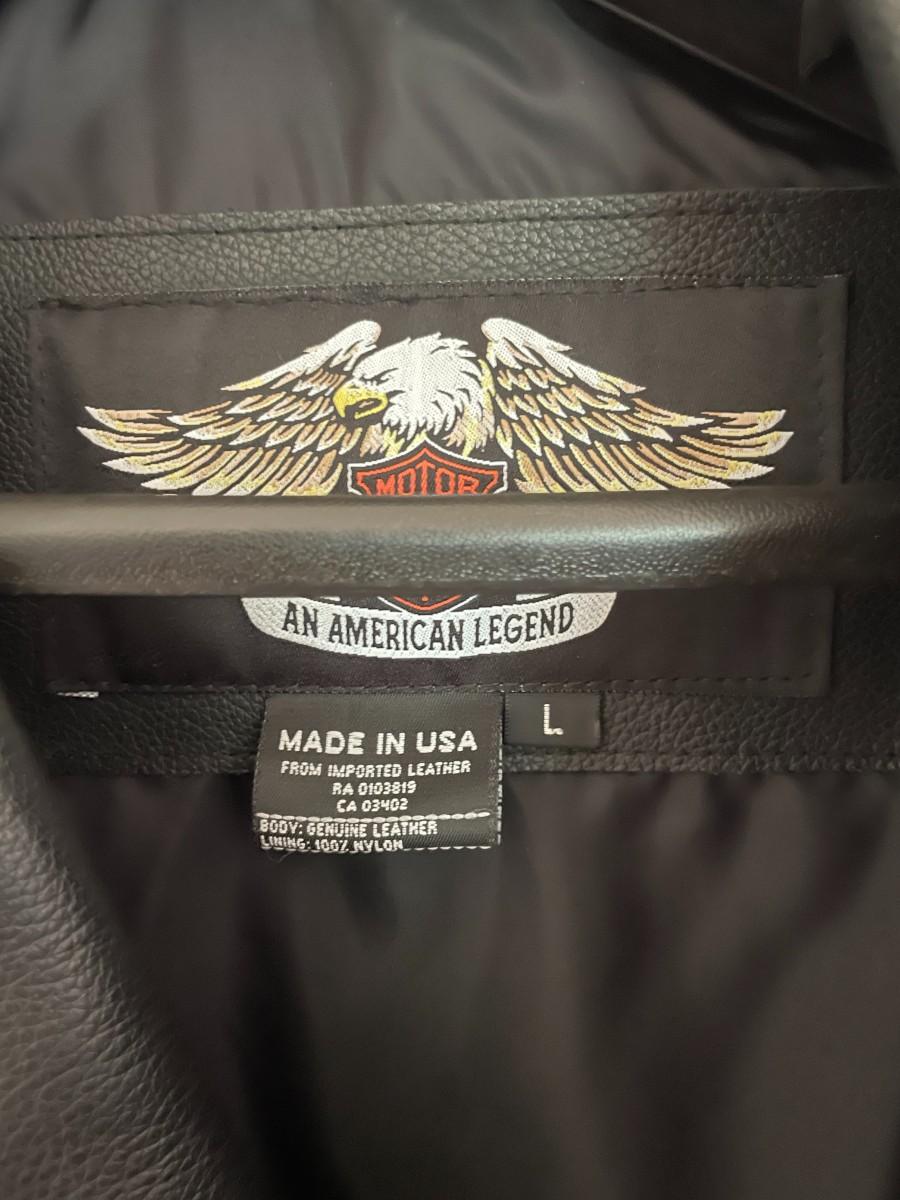 MOTOR
AN AMERICAN LEGEND
L
MADE IN USA
FROM IMPORTED LEATHER
RA 0103819
CA 03402
BODY: GENUINE LEATHER
LINING: 100% NYLON